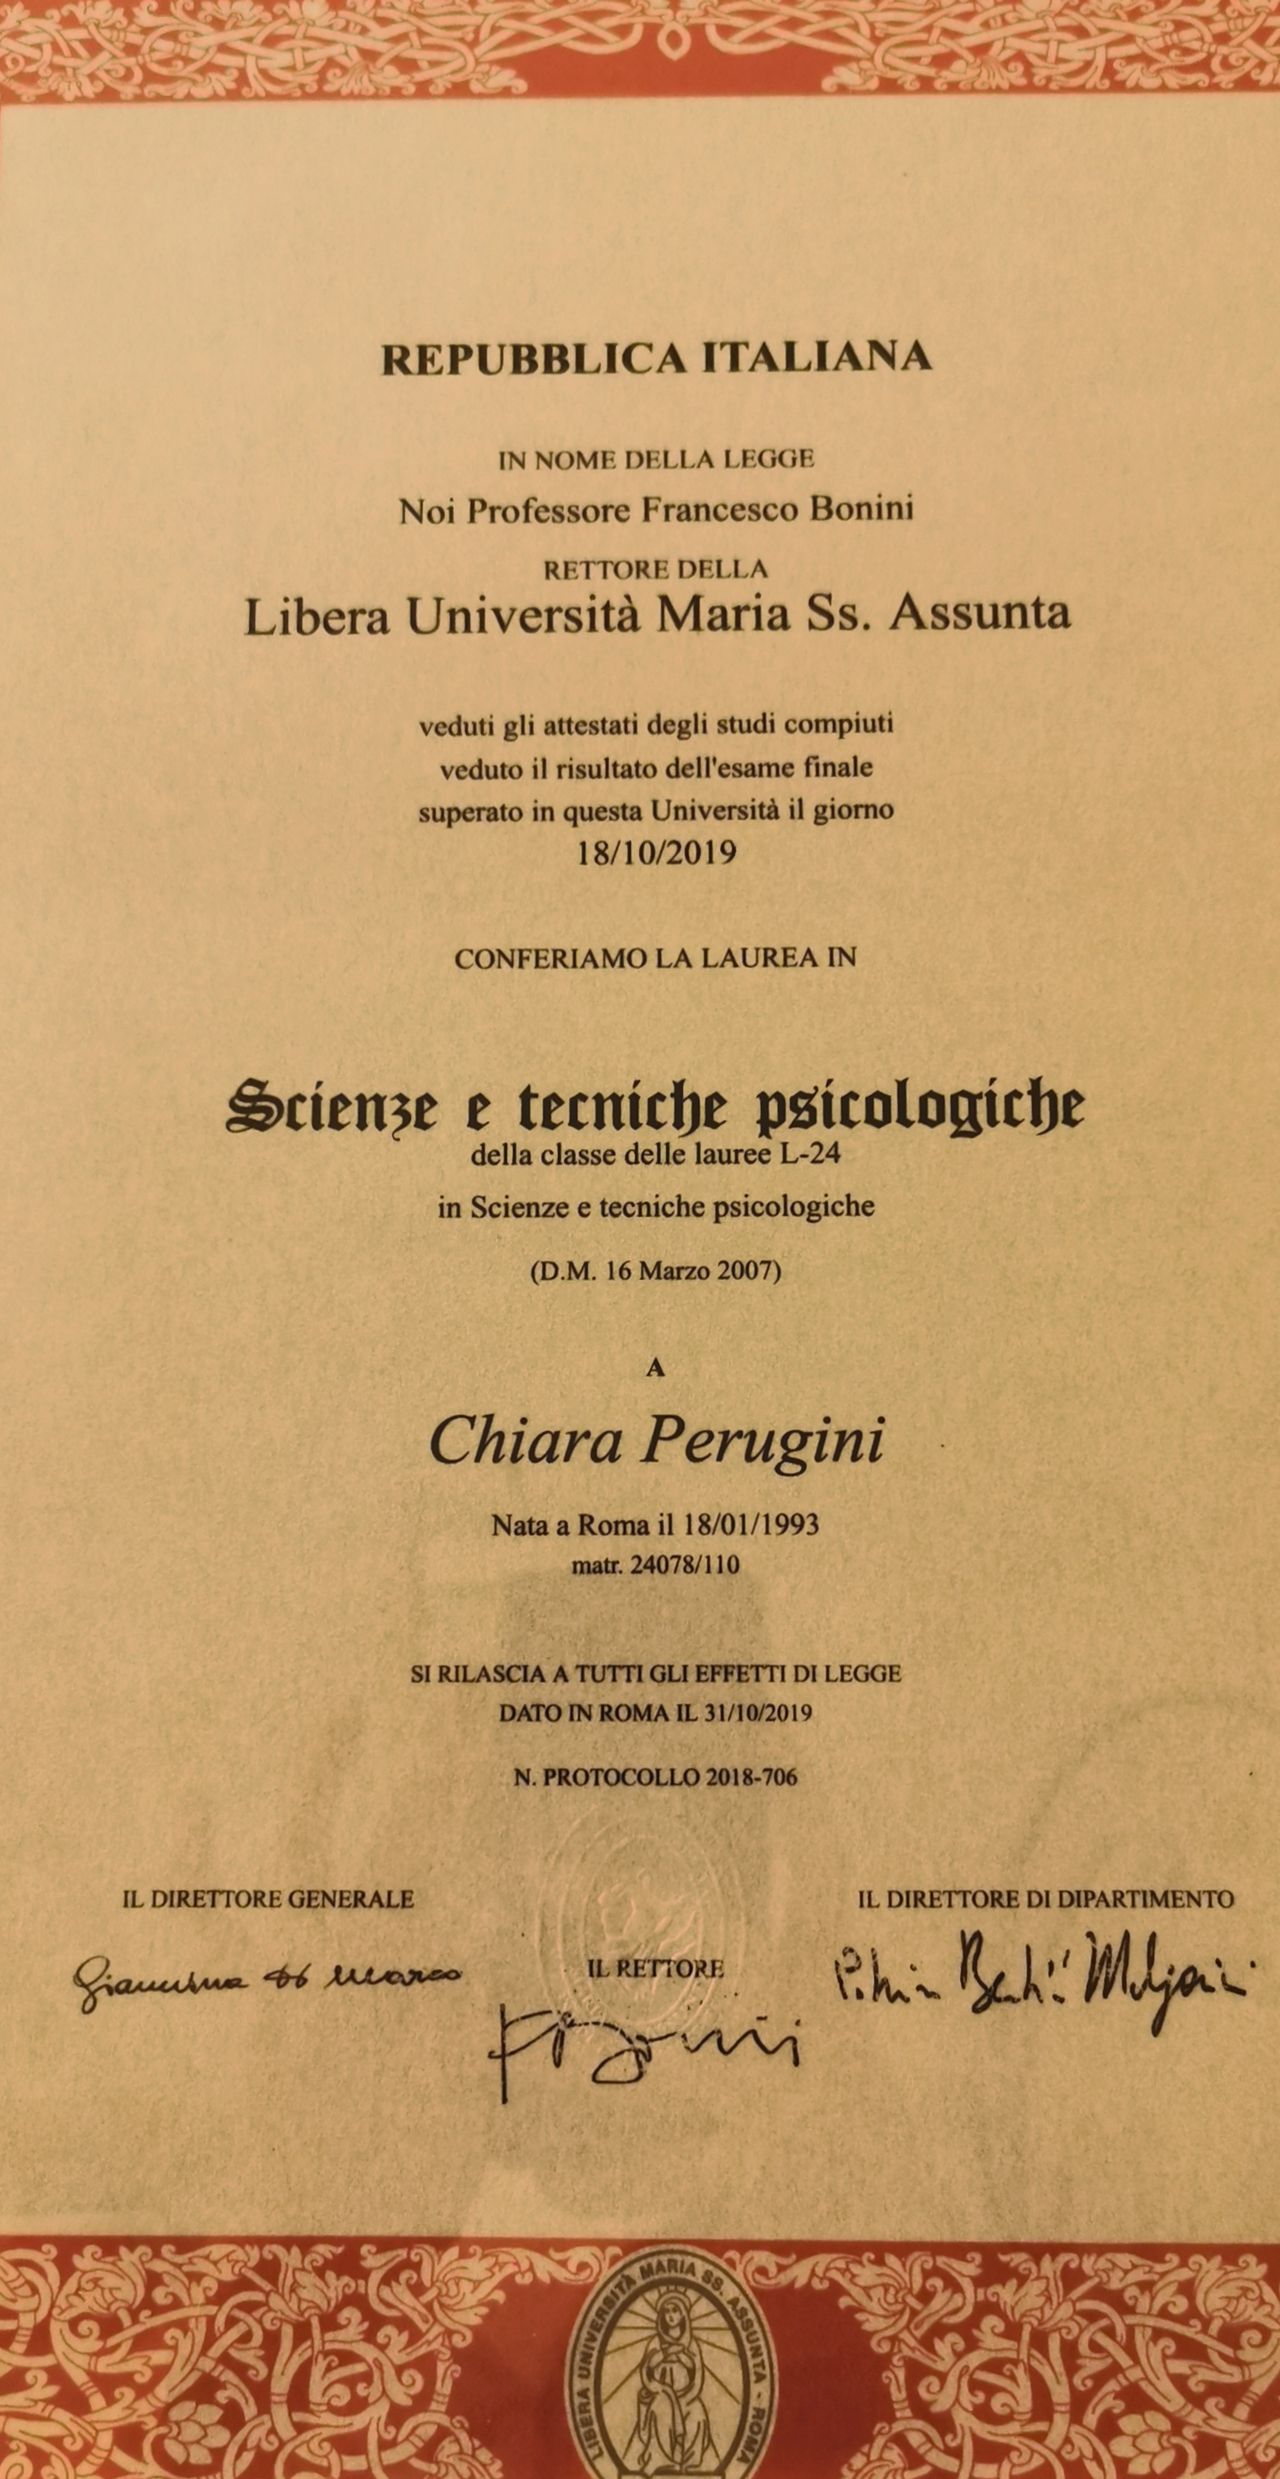 REPUBBLICA ITALIANA
IN NOME DELLA LEGGE
Noi Professore Francesco Bonini
RETTORE DELLA
Libera Università Maria Ss. Assunta
veduti gli attestati degli studi compiuti
veduto il risultato dell'esame finale
superato in questa Università il giorno
18/10/2019
CONFERIAMO LA LAUREA IN
Scienze e tecniche psicologiche
della classe delle lauree L-24
in Scienze e tecniche psicologiche
(D.M. 16 Marzo 2007)
A
Chiara Perugini
Nata a Roma il 18/01/1993
matr. 24078/110
SI RILASCIA A TUTTI GLI EFFETTI DI LEGGE
DATO IN ROMA IL 31/10/2019
N. PROTOCOLLO 2018-706
IL DIRETTORE GENERALE
IL RETTORE
IL DIRETTORE DI DIPARTIMENTO
LIBERA UNIVERSITÀ MARIA SS. ASSUNTA - ROMA